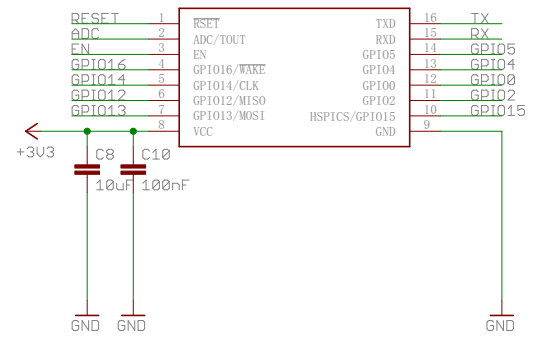 RESET 1 RSET TXD 16 TX
ADC 2 ADC/TOUT RXD 15 RX
EN 3 EN GPIO5 14 GPIO5
GPIO16 4 GPIO16/WAKE GPIO4 13 GPIO4
GPIO14 5 GPIO14/CLK GPIO0 12 GPIO0
GPIO12 6 GPIO12/MISO GPIO2 11 GPIO2
GPIO13 7 GPIO13/MOSI HSPICS/GPIO15 10 GPIO15
8 VCC GND 9
+3V3 C8 C10
10uF 100nF
GND GND GND